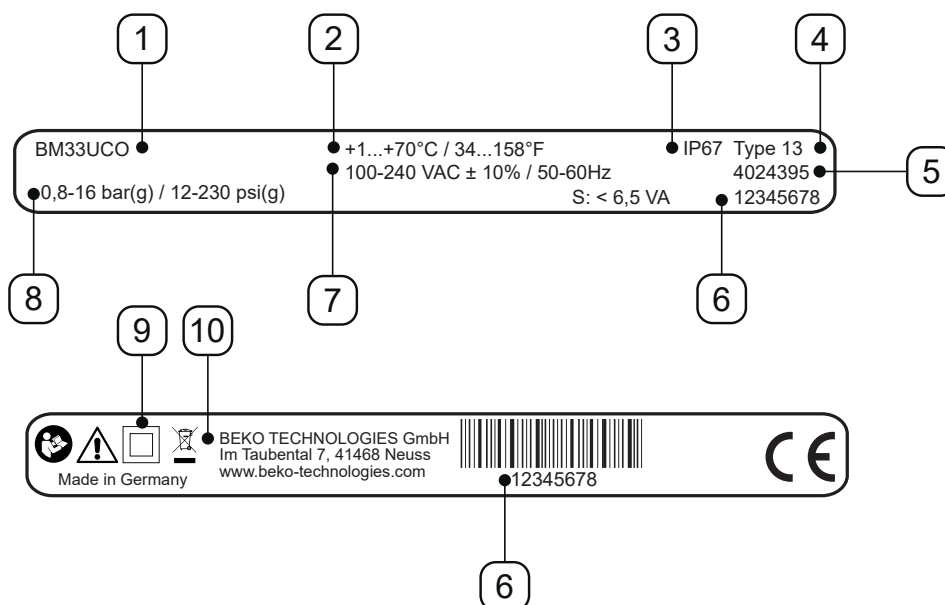 1 2 3 4
BM33UCO +1...+70°C / 34...158°F IP67 Type 13
100-240 VAC ± 10% / 50-60Hz 4024395 5
0,8-16 bar(g) / 12-230 psi(g) S: < 6,5 VA 12345678
8 7 6
9 10
BEKO TECHNOLOGIES GmbH
Im Taubental 7, 41468 Neuss
Made in Germany www.beko-technologies.com
12345678
CE
6